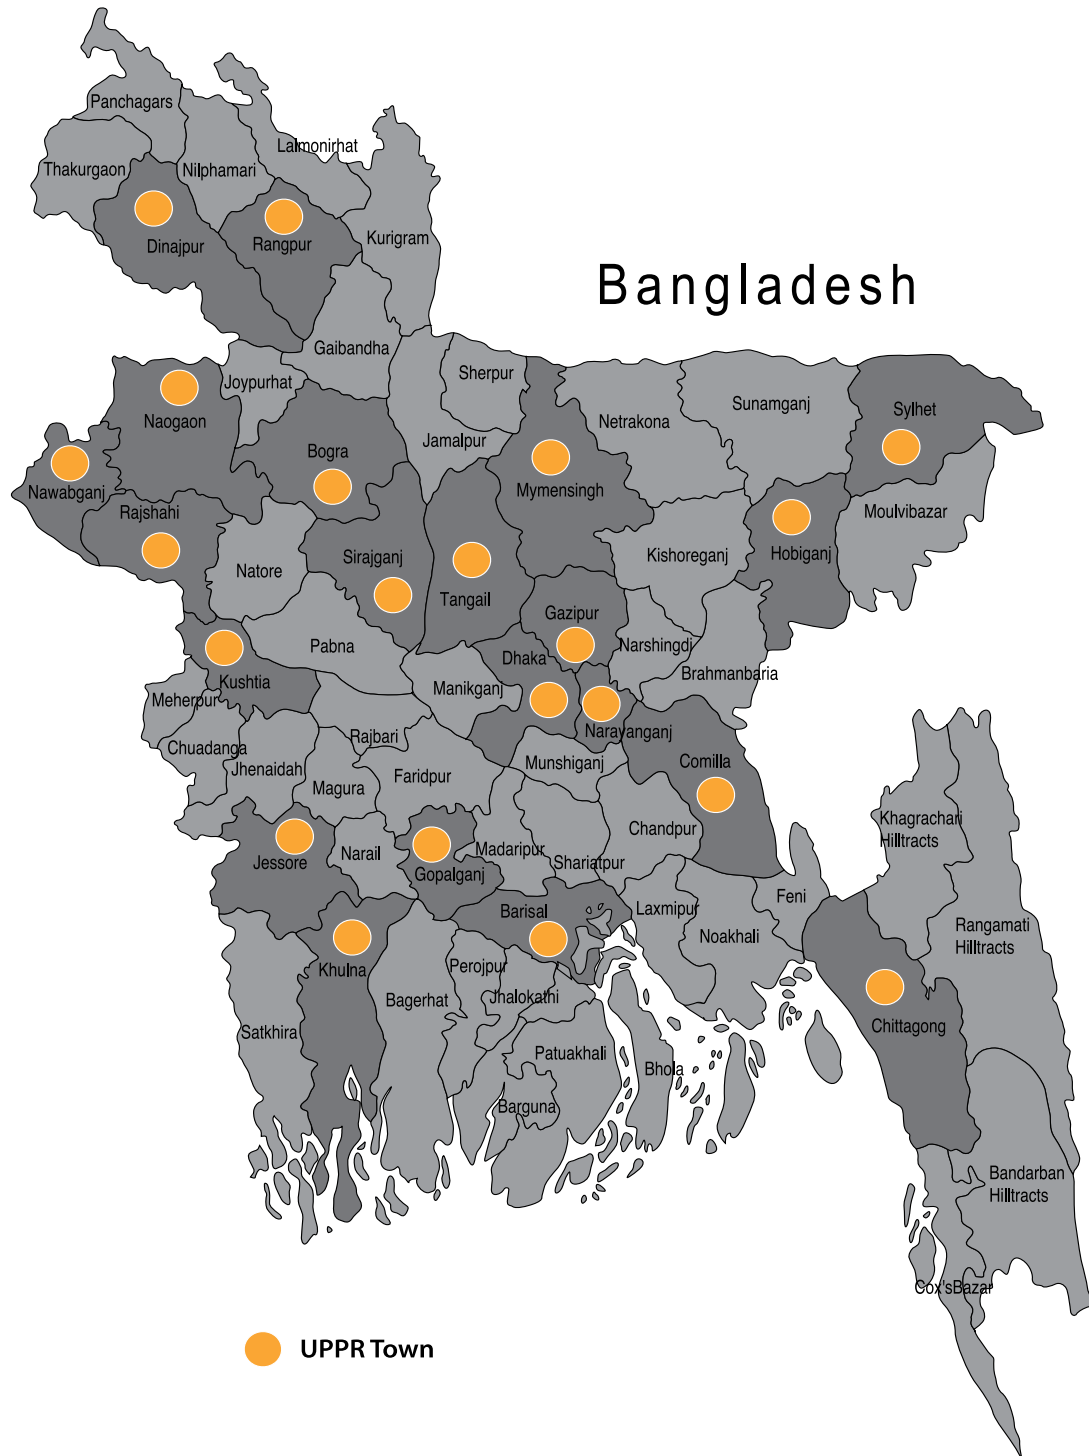 Panchagars
Lalmonirhat
Thakurgaon
Nilphamari
Dinajpur
Rangpur
Kurigram
Bangladesh
Gaibandha
Joypurhat
Sherpur
Naogaon
Netrakona
Sunamganj
Sylhet
Jamalpur
Bogra
Nawabganj
Mymensingh
Rajshahi
Moulvibazar
Hobiganj
Kishoreganj
Sirajganj
Natore
Tangail
Gazipur
Pabna
Narshingdi
Dhaka
Brahmanbaria
Kushtia
Manikganj
Meherpur
Narayanganj
Rajbari
Chuadanga
Munshiganj
Comilla
Jhenaidah
Faridpur
Magura
Khagrachari
Hilltracts
Chandpur
Narail
Madaripur
Jessore
Shariatpur
Gopalganj
Feni
Barisal
Laxmipur
Noakhali
Rangamati
Hilltracts
Perojpur
Khulna
Bagerhat
Jhalokathi
Chittagong
Satkhira
Patuakhali
Bhola
Barguna
Bandarban
Hilltracts
Cox'sBazar
UPPR Town